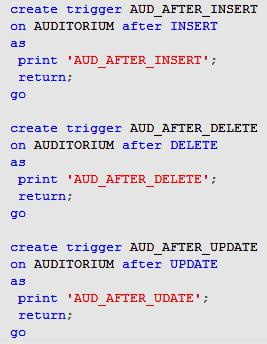 create trigger AUD_AFTER_INSERT
on AUDITORIUM after INSERT
as
print 'AUD_AFTER_INSERT';
return;
go
create trigger AUD_AFTER_DELETE
on AUDITORIUM after DELETE
as
print 'AUD_AFTER_DELETE';
return;
go
create trigger AUD_AFTER_UPDATE
on AUDITORIUM after UPDATE
as
print 'AUD_AFTER_UDATE';
return;
go